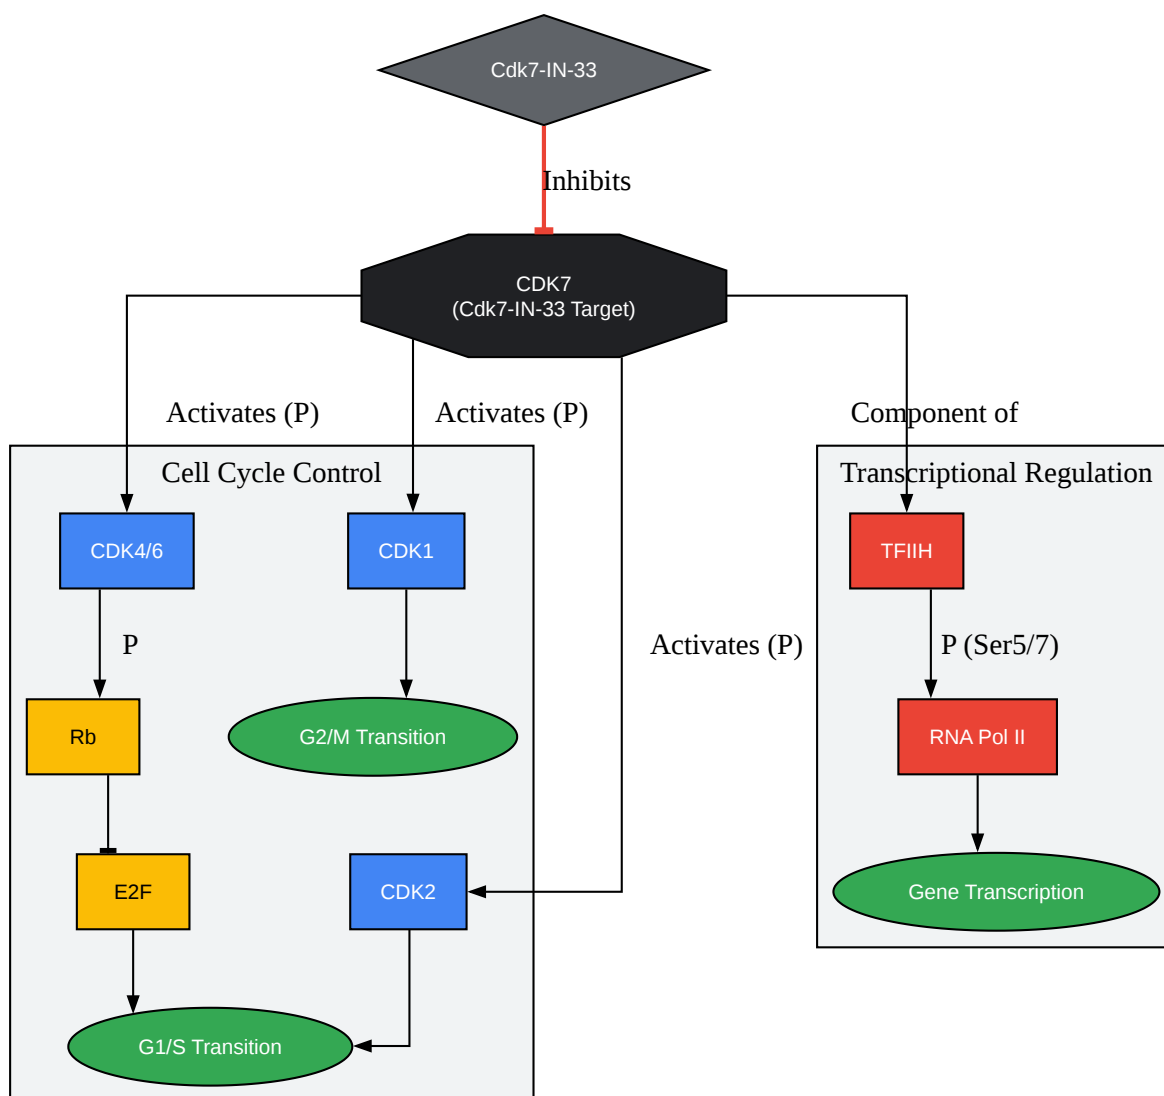 Cdk7-IN-33
Inhibits
CDK7
(Cdk7-IN-33 Target)
Activates (P)
Activates (P)
Component of
Cell Cycle Control
Transcriptional Regulation
CDK4/6
CDK1
TFIIH
P
Activates (P)
P (Ser5/7)
Rb
G2/M Transition
RNA Pol II
E2F
CDK2
Gene Transcription
G1/S Transition